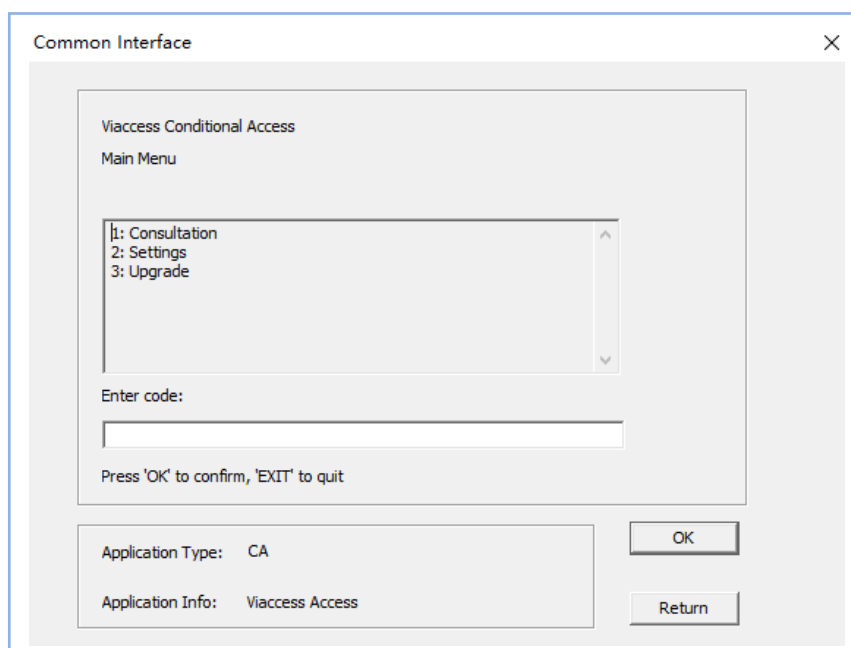 Common Interface
Viaccess Conditional Access
Main Menu
1: Consultation
2: Settings
3: Upgrade
Enter code:
Press 'OK' to confirm, 'EXIT' to quit
Application Type: CA
OK
Application Info: Viaccess Access
Return